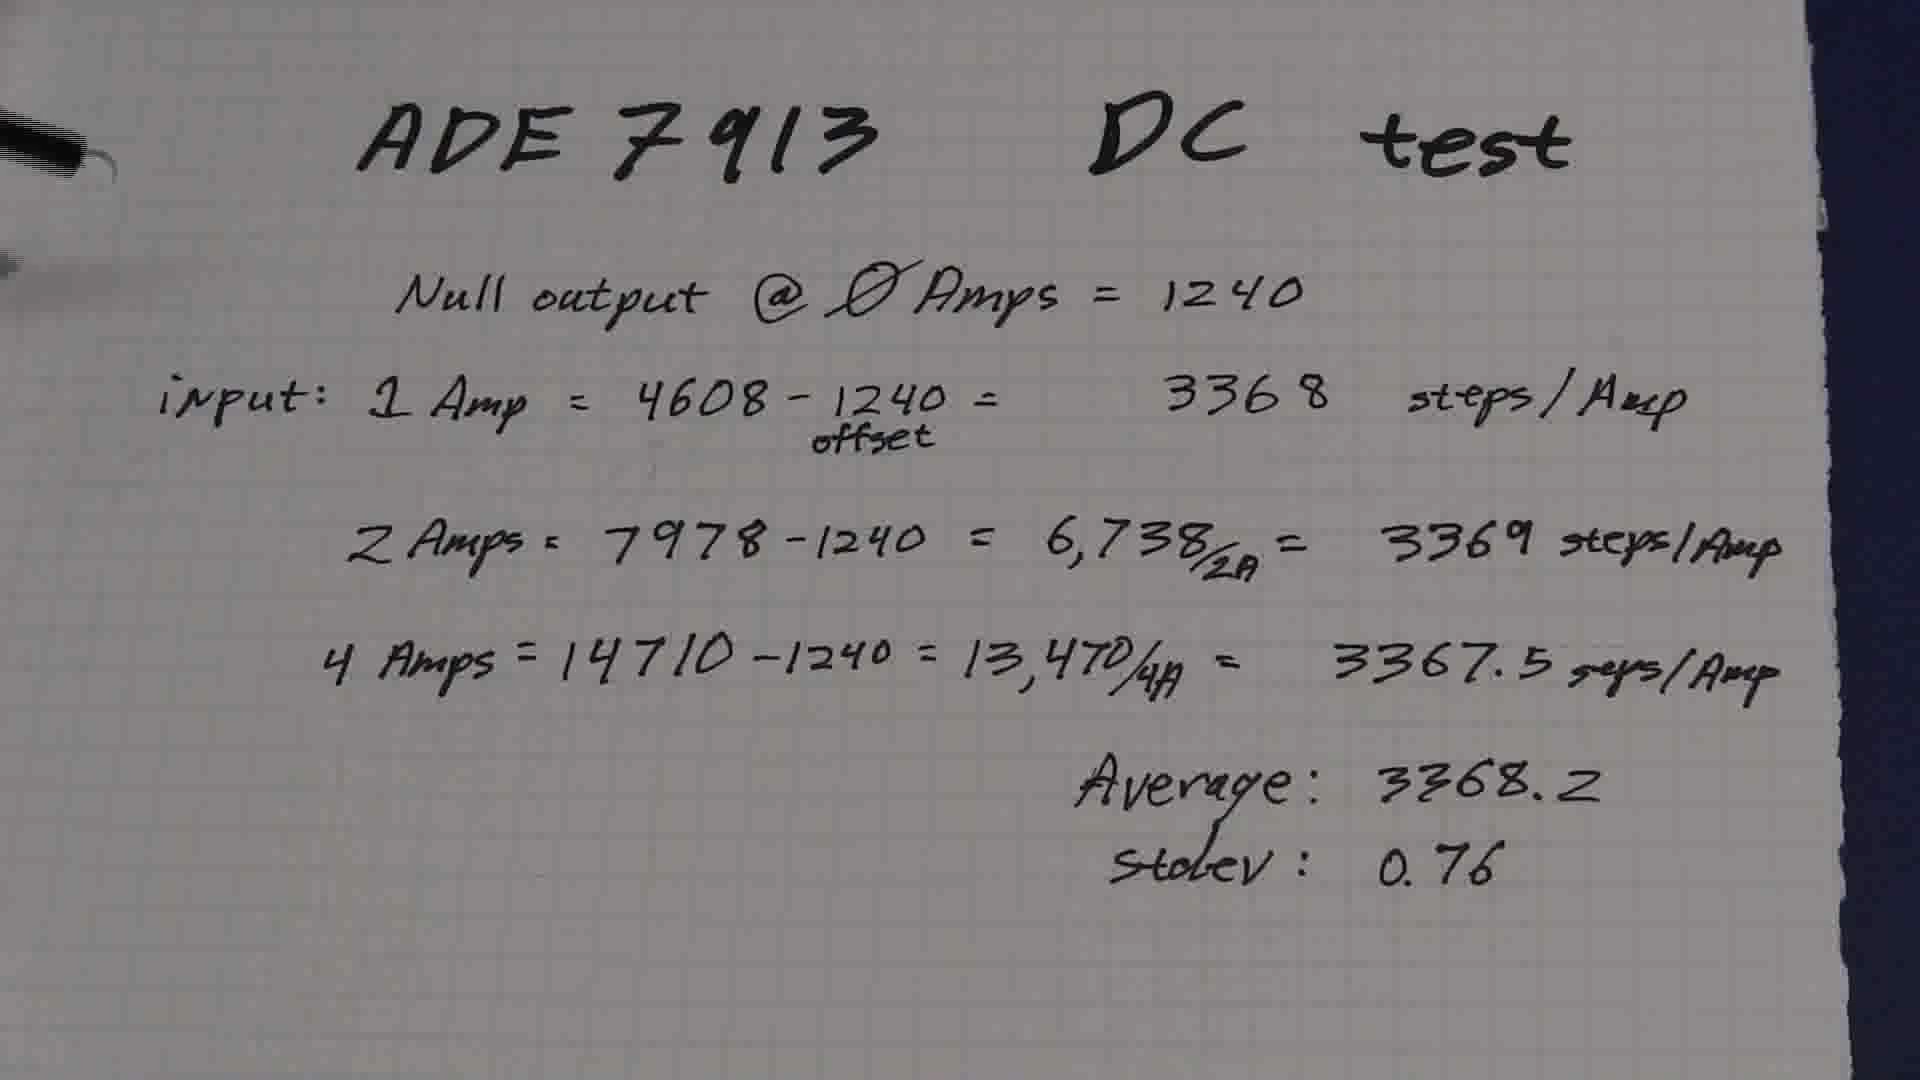 ADE 7913 DC test
Null output @ Ø Amps = 1240
input: 1 Amp = 4608 - 1240 = 3368 steps/Amp
offset
2 Amps = 7978 - 1240 = 6,738/2A = 3369 steps/Amp
4 Amps = 14710 - 1240 = 13,470/4A = 3367.5 seps/Amp
Average: 3368.2
stdev: 0.76